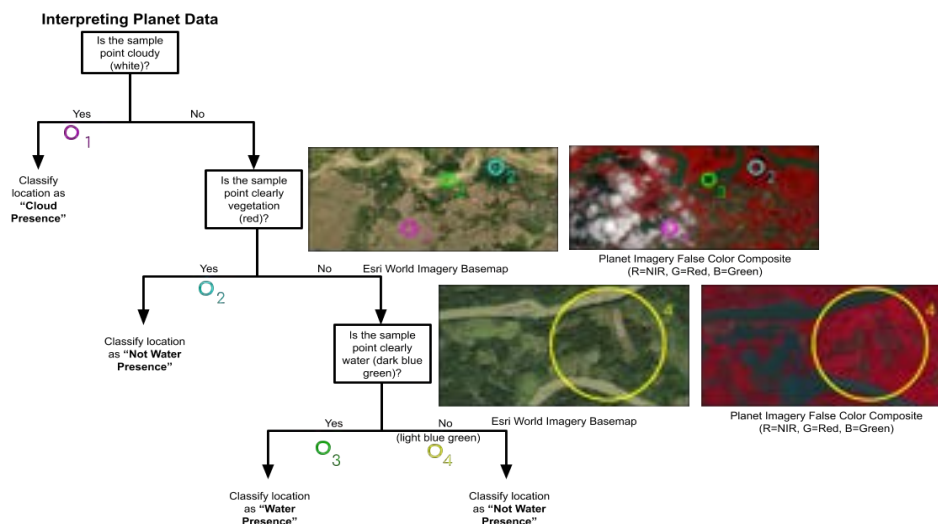 Interpreting Planet Data
Is the sample
point cloudy
(white)?
Yes
No
1
Classify
location as
“Cloud
Presence”
Is the sample
point clearly
vegetation
(red)?
2
3
1
2
3
1
Esri World Imagery Basemap
Planet Imagery False Color Composite
(R=NIR, G=Red, B=Green)
Yes
No
2
Classify location
as “Not Water
Presence”
Is the sample
point clearly
water (dark blue
green)?
4
4
Esri World Imagery Basemap
Planet Imagery False Color Composite
(R=NIR, G=Red, B=Green)
Yes
No
(light blue green)
3
4
Classify location
as “Water
Presence”
Classify location
as “Not Water
Presence”